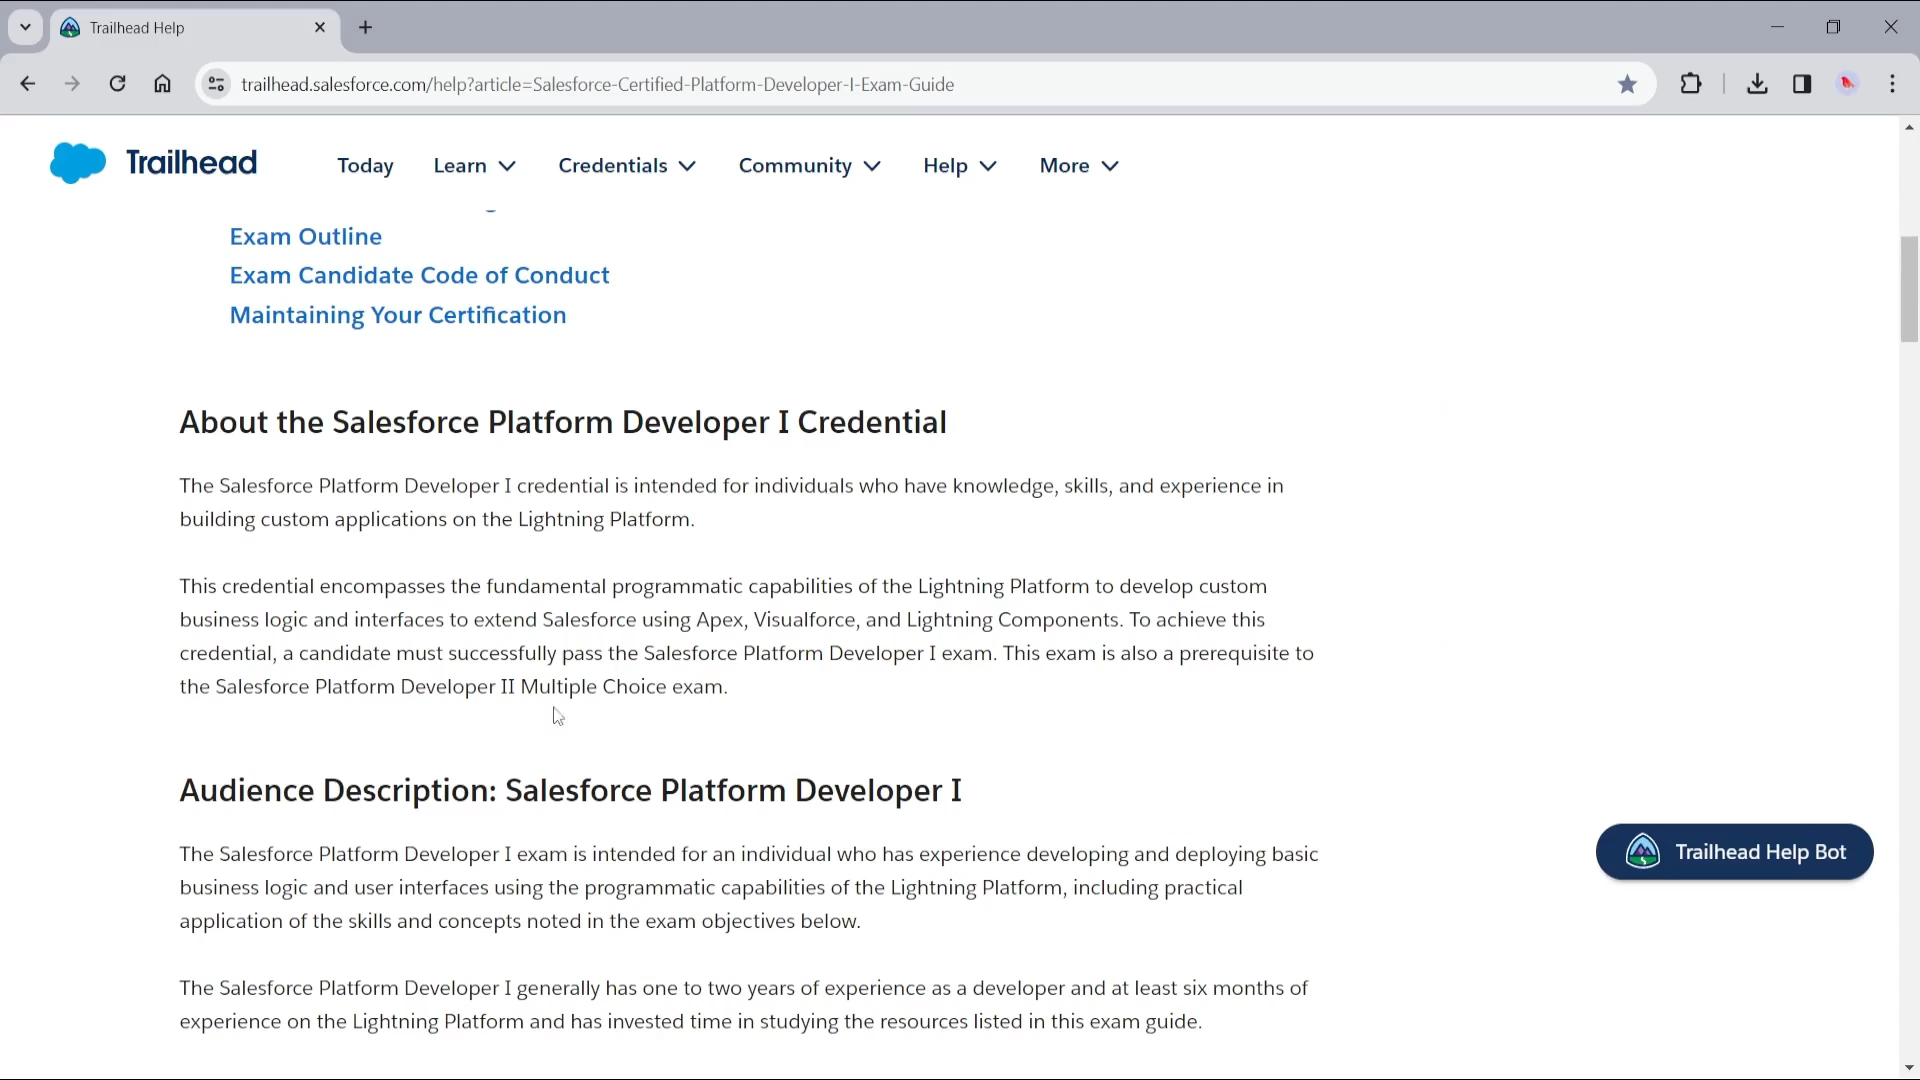 Trailhead Help
trailhead.salesforce.com/help?article=Salesforce-Certified-Platform-Developer-I-Exam-Guide
Trailhead
Today Learn Credentials Community Help More
Exam Outline
Exam Candidate Code of Conduct
Maintaining Your Certification
About the Salesforce Platform Developer I Credential
The Salesforce Platform Developer I credential is intended for individuals who have knowledge, skills, and experience in
building custom applications on the Lightning Platform.
This credential encompasses the fundamental programmatic capabilities of the Lightning Platform to develop custom
business logic and interfaces to extend Salesforce using Apex, Visualforce, and Lightning Components. To achieve this
credential, a candidate must successfully pass the Salesforce Platform Developer I exam. This exam is also a prerequisite to
the Salesforce Platform Developer II Multiple Choice exam.
Audience Description: Salesforce Platform Developer I
The Salesforce Platform Developer I exam is intended for an individual who has experience developing and deploying basic
business logic and user interfaces using the programmatic capabilities of the Lightning Platform, including practical
application of the skills and concepts noted in the exam objectives below.
Trailhead Help Bot
The Salesforce Platform Developer I generally has one to two years of experience as a developer and at least six months of
experience on the Lightning Platform and has invested time in studying the resources listed in this exam guide.